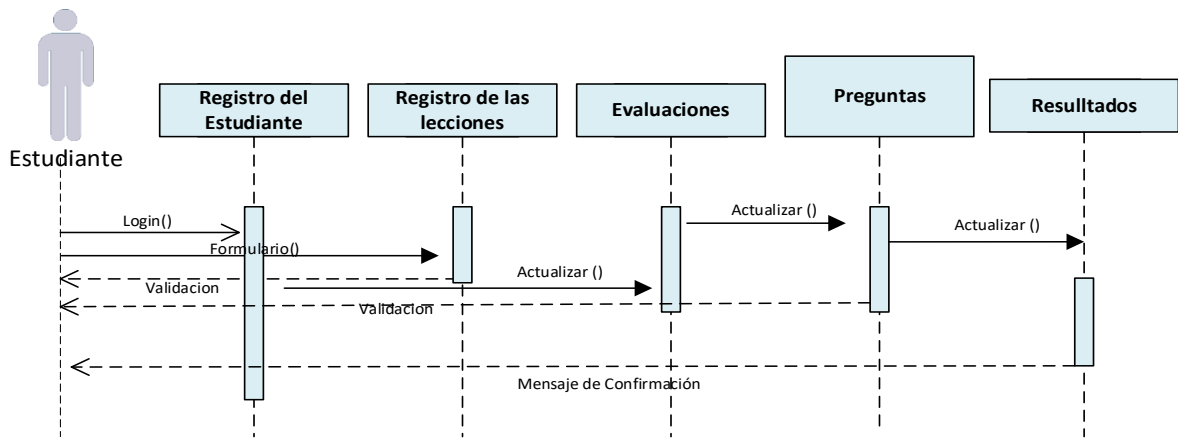 Estudiante
Registro del
Estudiante
Registro de las
lecciones
Evaluaciones
Preguntas
Resulltados
Login()
Formulario()
Actualizar ()
Actualizar ()
Validacion
Actualizar ()
Validacion
Mensaje de Confirmación